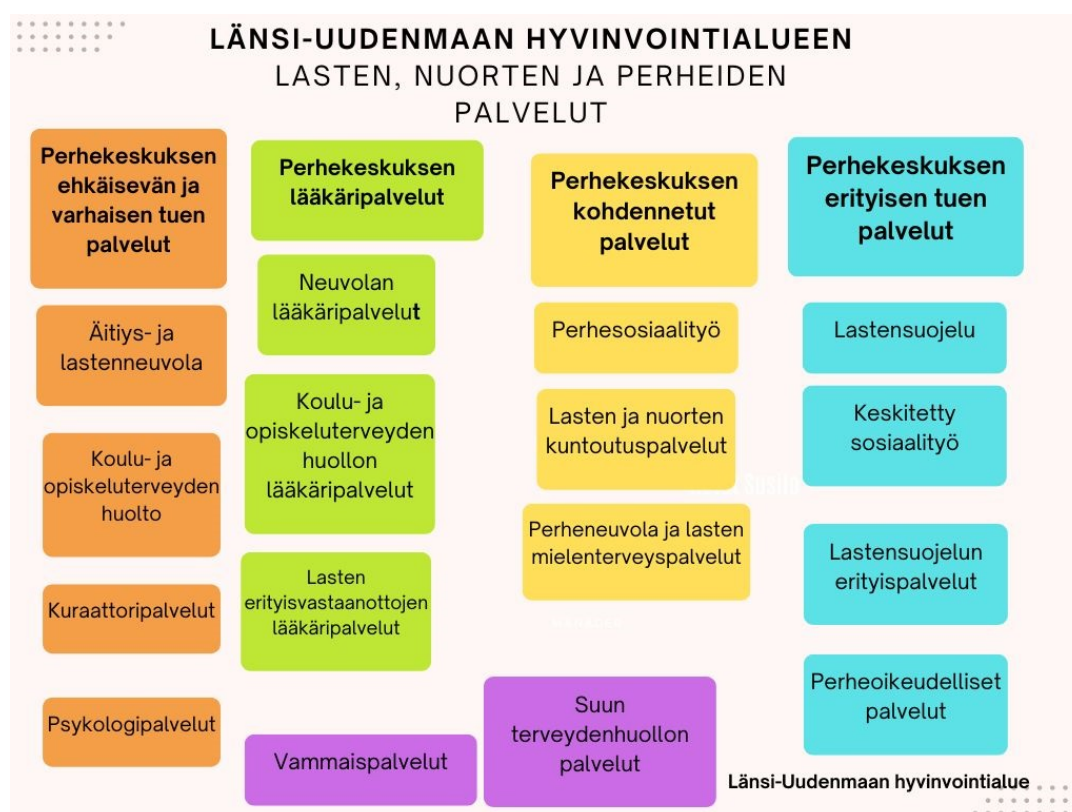 LÄNSI-UUDENMAAN HYVINVOINTIALUEEN
LASTEN, NUORTEN JA PERHEIDEN
PALVELUT
Perhekeskuksen
ehkäisevän ja
varhaisen tuen
palvelut
Äitiys- ja
lastenneuvola
Koulu- ja
opiskeluterveyden
huolto
Kuraattoripalvelut
Psykologipalvelut
Perhekeskuksen
lääkäripalvelut
Neuvolan
lääkäripalvelut
Koulu- ja
opiskeluterveyden
huollon
lääkäripalvelut
Lasten
erityisvastaanottojen
lääkäripalvelut
Vammaispalvelut
Perhekeskuksen
kohdennetut
palvelut
Perhesosiaalityö
Lasten ja nuorten
kuntoutuspalvelut
Perheneuvola ja lasten
mielenterveyspalvelut
Suun
terveydenhuollon
palvelut
Perhekeskuksen
erityisen tuen
palvelut
Lastensuojelu
Keskitetty
sosiaalityö
Lastensuojelun
erityispalvelut
Perheoikeudelliset
palvelut
Länsi-Uudenmaan hyvinvointialue